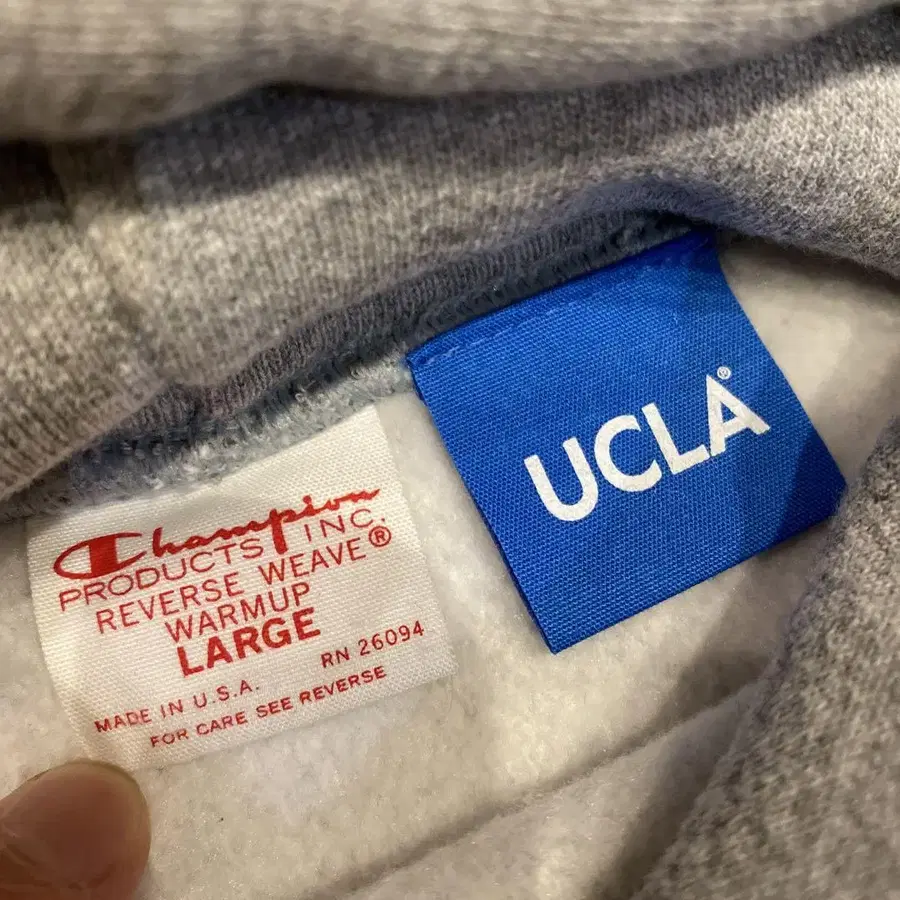 Champion
PRODUCTS INC.
REVERSE WEAVE®
WARMUP
LARGE
RN 26094
MADE IN U.S.A.
FOR CARE SEE REVERSE
UCLA®